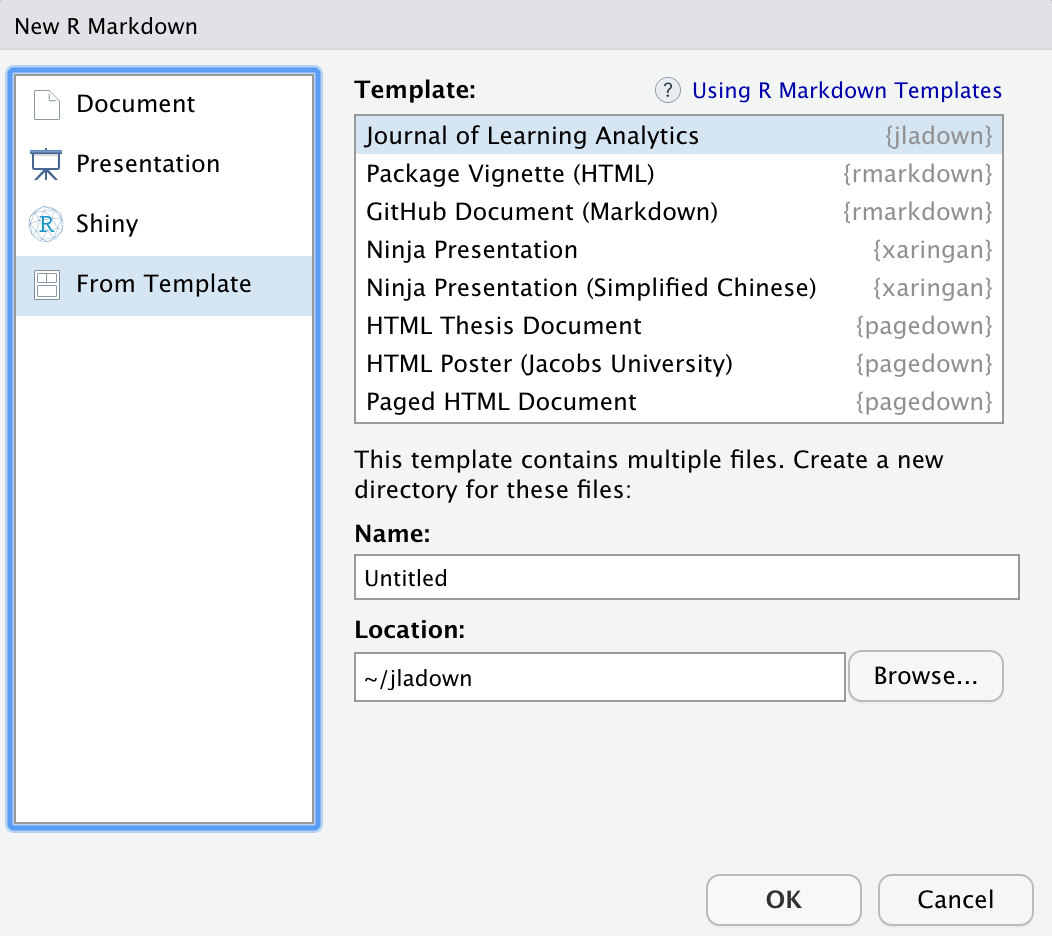 New R Markdown
Document
Presentation
R Shiny
From Template
Template:
? Using R Markdown Templates
Journal of Learning Analytics {jladown}
Package Vignette (HTML) {rmarkdown}
GitHub Document (Markdown) {rmarkdown}
Ninja Presentation {xaringan}
Ninja Presentation (Simplified Chinese) {xaringan}
HTML Thesis Document {pagedown}
HTML Poster (Jacobs University) {pagedown}
Paged HTML Document {pagedown}
This template contains multiple files. Create a new
directory for these files:
Name:
Untitled
Location:
~/jladown Browse...
OK Cancel